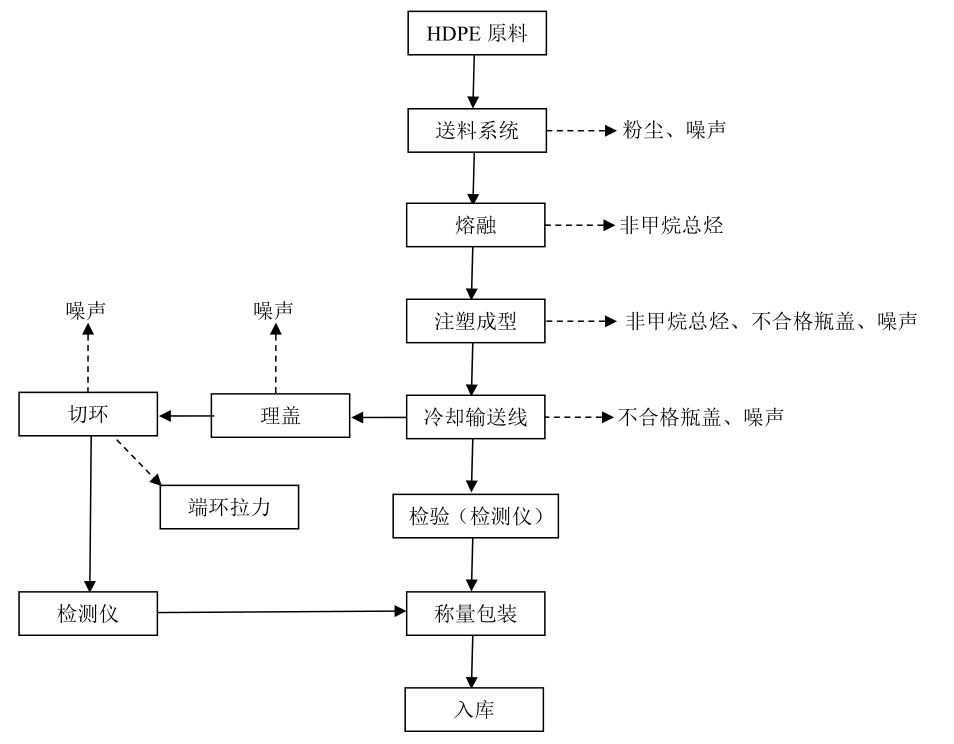 HDPE 原料
送料系统
粉尘、噪声
熔融
非甲烷总烃
噪声
噪声
注塑成型
非甲烷总烃、不合格瓶盖、噪声
切环
理盖
冷却输送线
不合格瓶盖、噪声
端环拉力
检验（检测仪）
检测仪
称量包装
入库